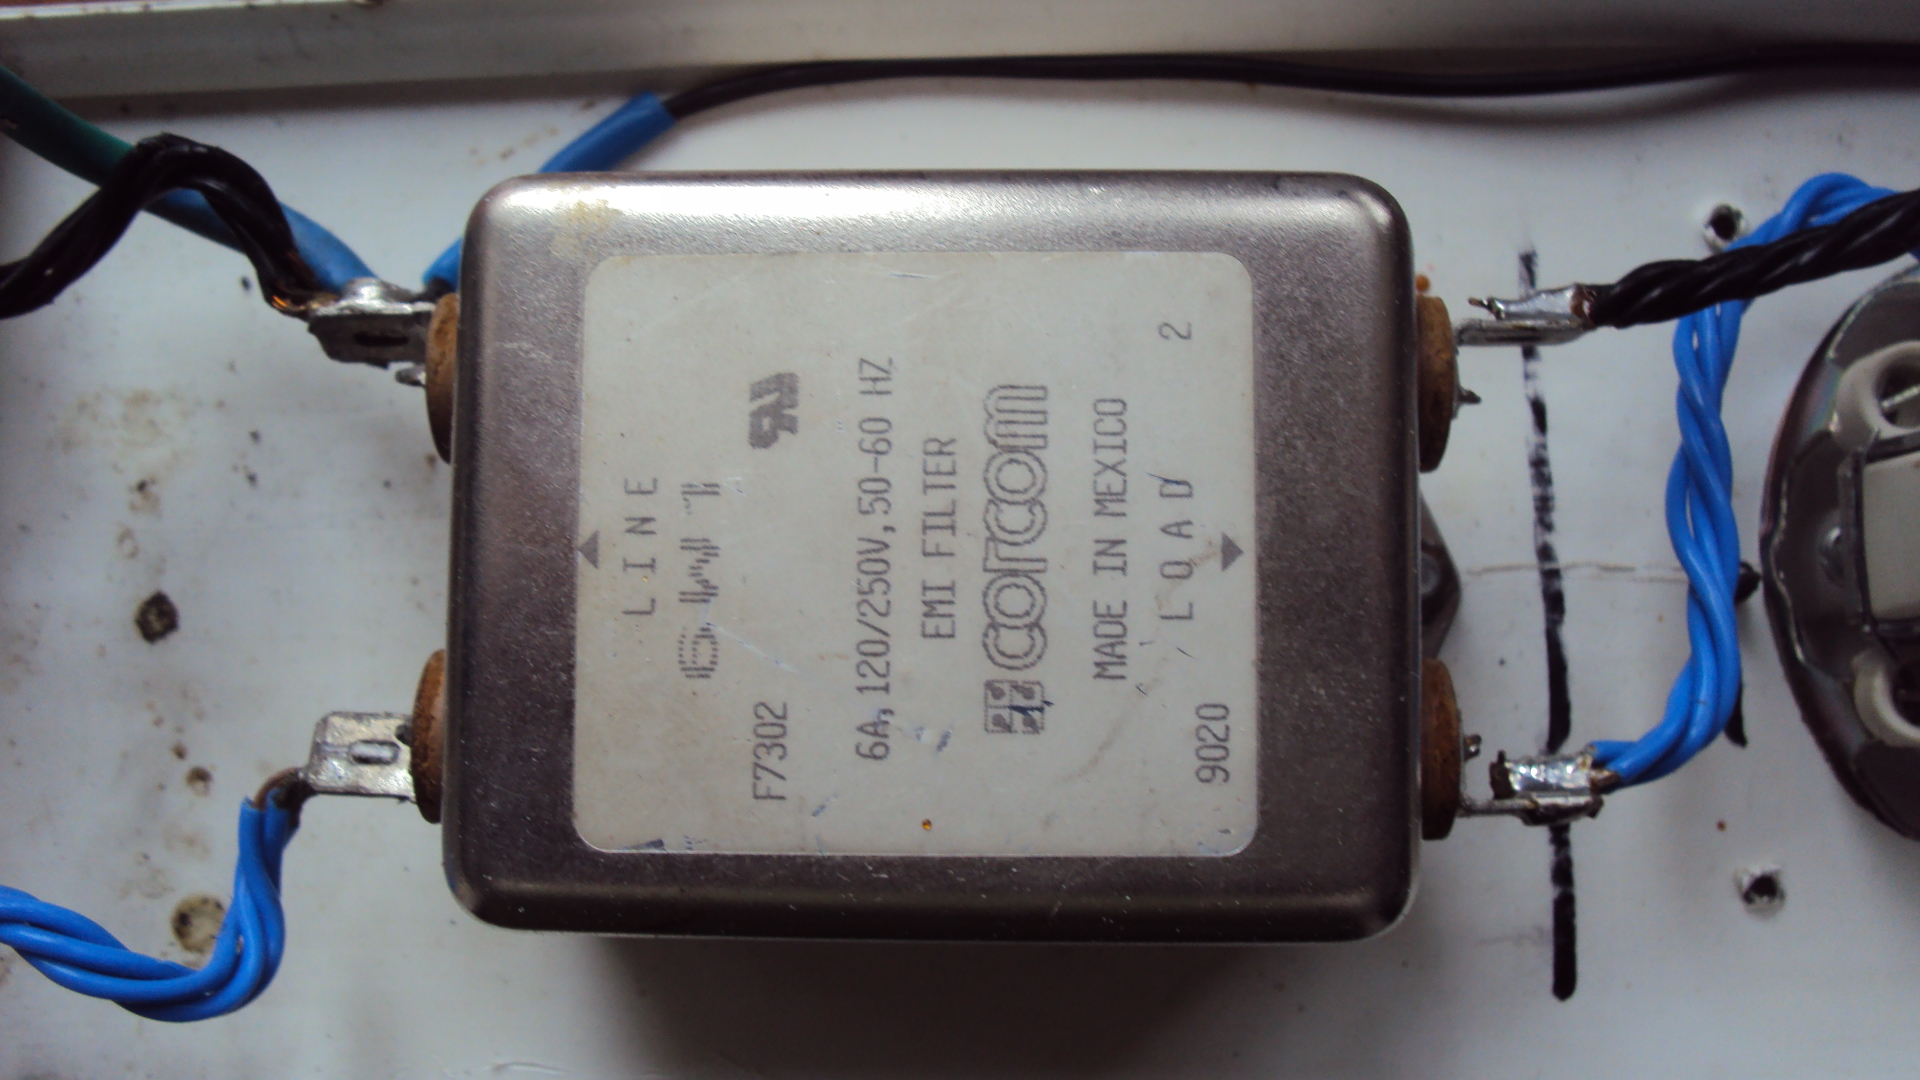 LINE
F7302
6A, 120/250V, 50-60 HZ
EMI FILTER
corcom
MADE IN MEXICO
LOAD
9020 2